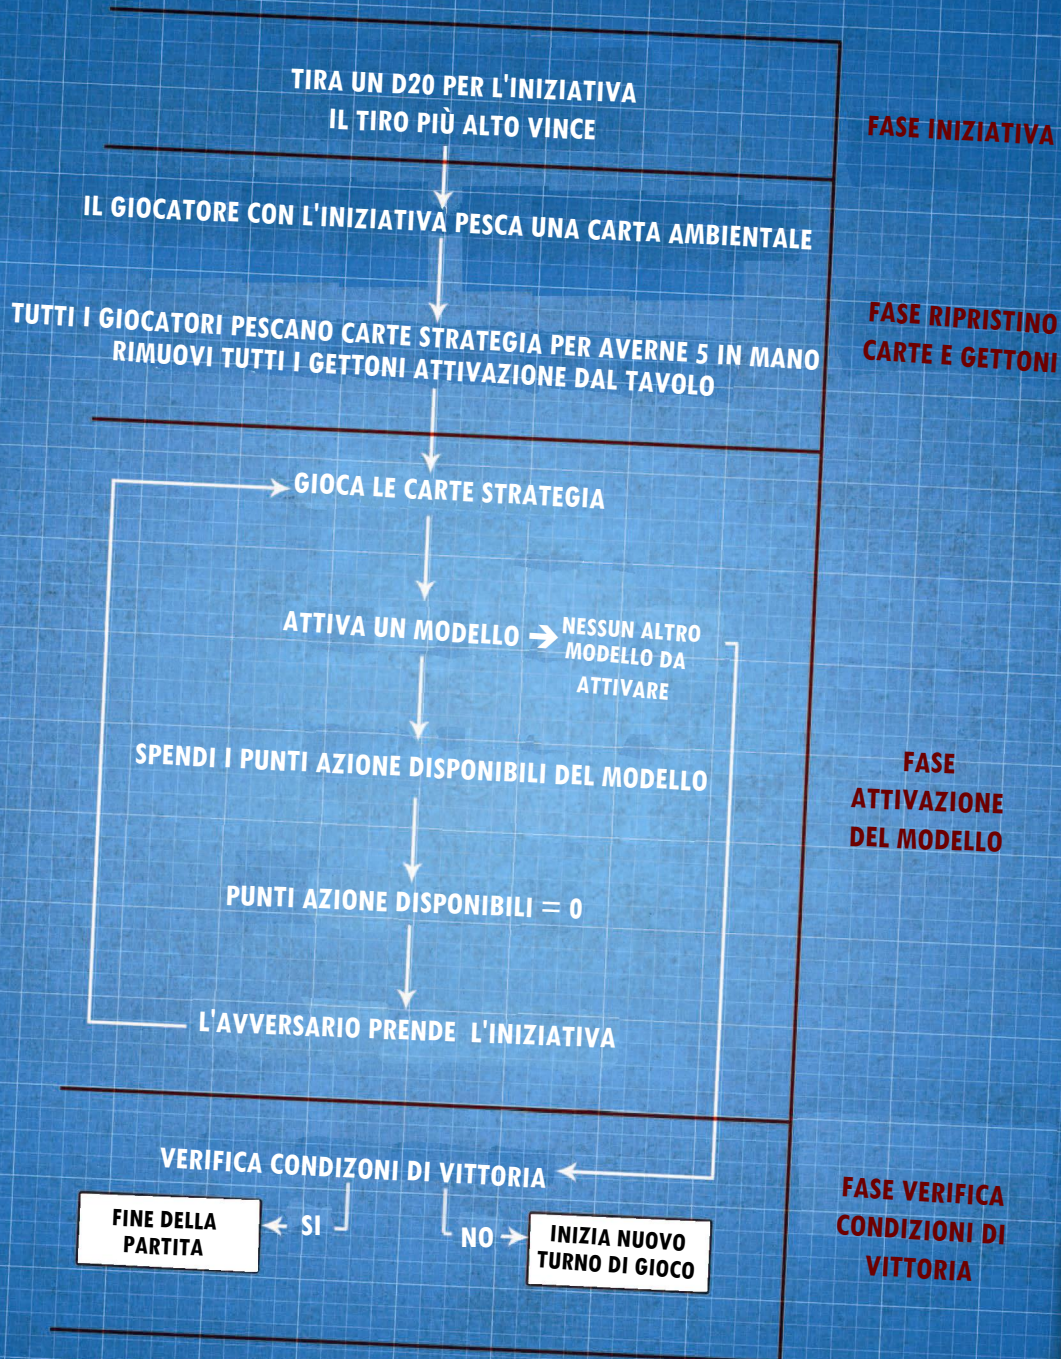 TIRA UN D20 PER L'INIZIATIVA
IL TIRO PIÙ ALTO VINCE
FASE INIZIATIVA
IL GIOCATORE CON L'INIZIATIVA PESCA UNA CARTA AMBIENTALE
TUTTI I GIOCATORI PESCANO CARTE STRATEGIA PER AVERNE 5 IN MANO
RIMUOVI TUTTI I GETTONI ATTIVAZIONE DAL TAVOLO
FASE RIPRISTINO
CARTE E GETTONI
GIOCA LE CARTE STRATEGIA
ATTIVA UN MODELLO
NESSUN ALTRO
MODELLO DA
ATTIVARE
SPENDI I PUNTI AZIONE DISPONIBILI DEL MODELLO
PUNTI AZIONE DISPONIBILI = 0
L'AVVERSARIO PRENDE L'INIZIATIVA
FASE
ATTIVAZIONE
DEL MODELLO
VERIFICA CONDIZONI DI VITTORIA
SI
FINE DELLA
PARTITA
NO
INIZIA NUOVO
TURNO DI GIOCO
FASE VERIFICA
CONDIZIONI DI
VITTORIA